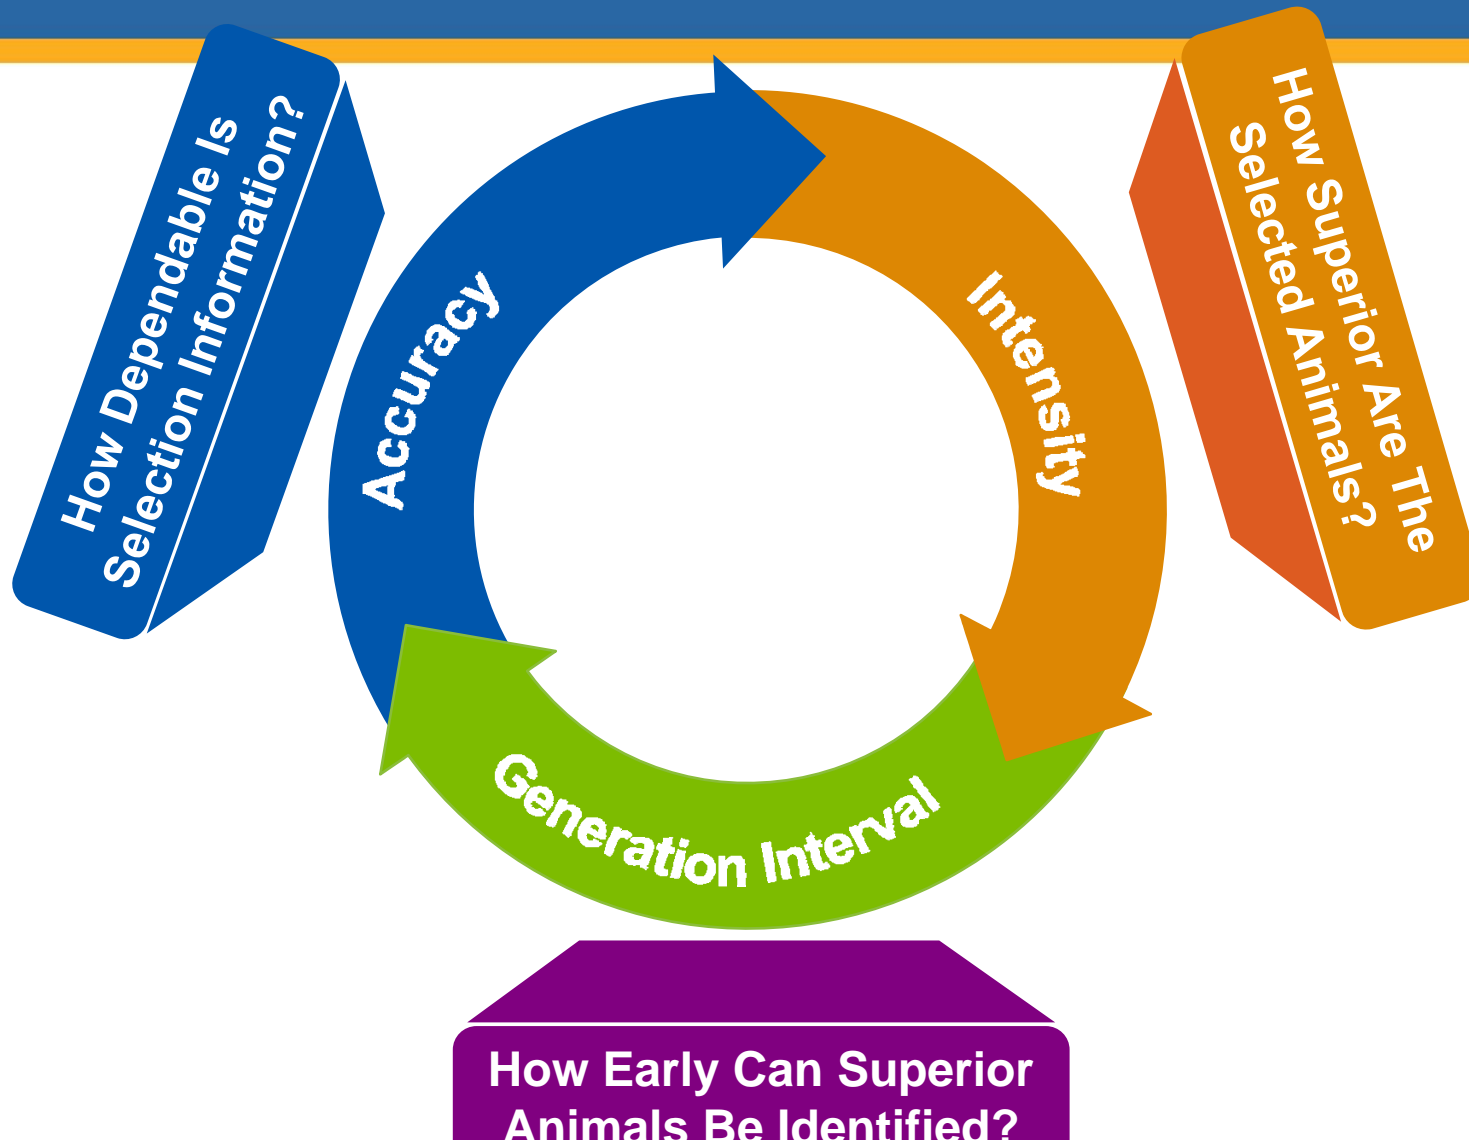 How Dependable Is
Selection Information?
Accuracy
Intensity
How Superior Are The
Selected Animals?
Generation Interval
How Early Can Superior
Animals Be Identified?